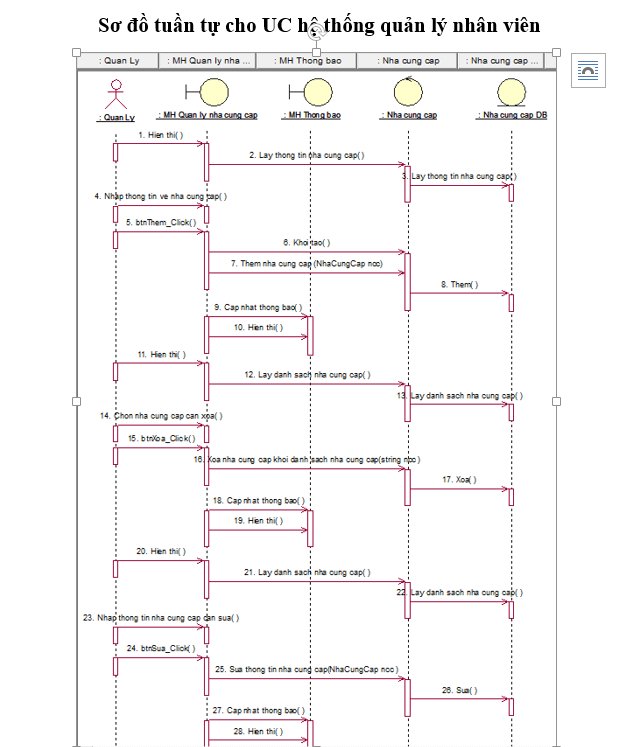 Sơ đồ tuần tự cho UC hệ thống quản lý nhân viên
: Quan Ly
: MH Quan ly nha ...
: MH Thong bao
: Nha cung cap
: Nha cung cap ...
: Quan Ly
: MH Quan ly nha cung cap
: MH Thong bao
: Nha cung cap
: Nha cung cap DB
1. Hien thi( )
2. Lay thong tin nha cung cap( )
3. Lay thong tin nha cung cap( )
4. Nhap thong tin ve nha cung cap( )
5. btnThem_Click( )
6. Khoi tao( )
7. Them nha cung cap (NhaCungCap ncc)
8. Them( )
9. Cap nhat thong bao( )
10. Hien thi( )
11. Hien thi( )
12. Lay danh sach nha cung cap( )
13. Lay danh sach nha cung cap( )
14. Chon nha cung cap can xoa( )
15. btnXoa_Click( )
16. Xoa nha cung cap khoi danh sach nha cung cap(string ncc )
17. Xoa( )
18. Cap nhat thong bao( )
19. Hien thi( )
20. Hien thi( )
21. Lay danh sach nha cung cap( )
22. Lay danh sach nha cung cap( )
23. Nhap thong tin nha cung cap can sua( )
24. btnSua_Click( )
25. Sua thong tin nha cung cap(NhaCungCap ncc )
26. Sua( )
27. Cap nhat thong bao( )
28. Hien thi( )